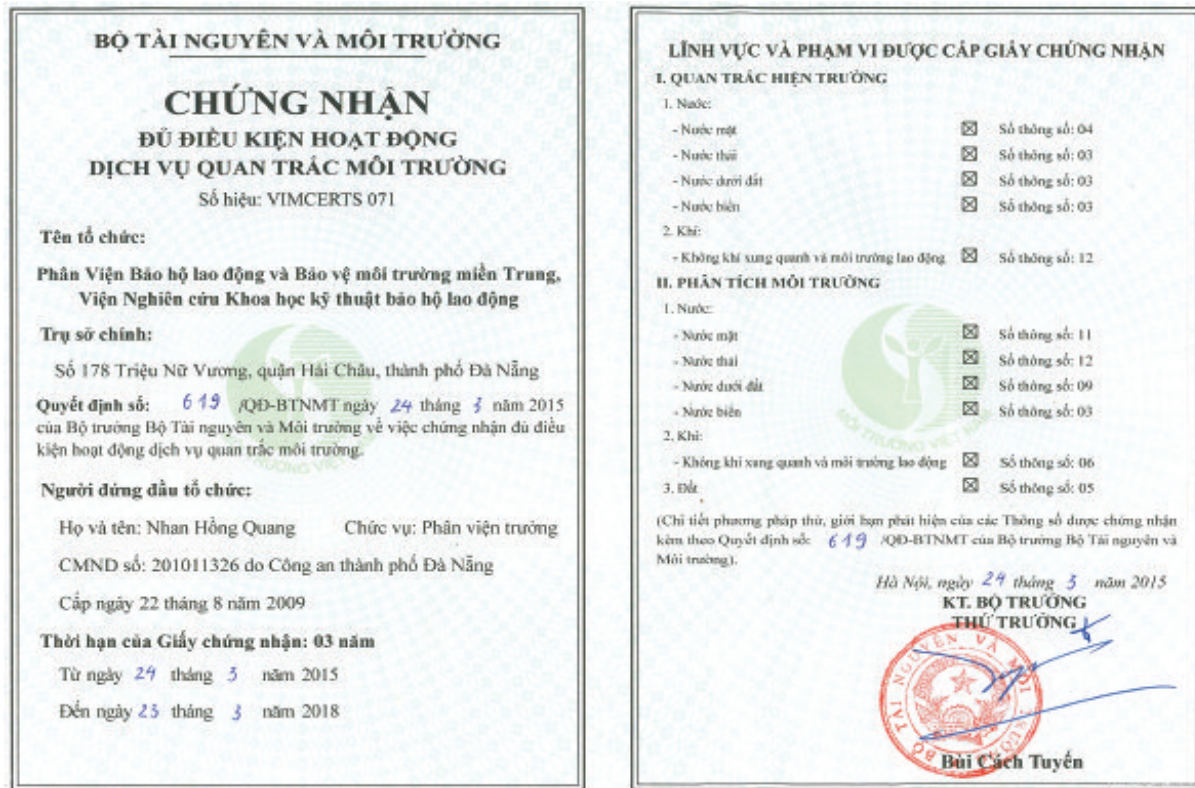 BỘ TÀI NGUYÊN VÀ MÔI TRƯỜNG
CHỨNG NHẬN
ĐỦ ĐIỀU KIỆN HOẠT ĐỘNG
DỊCH VỤ QUAN TRẮC MÔI TRƯỜNG
Số hiệu: VIMCERTS 071
Tên tổ chức:
Phân Viện Bảo hộ lao động và Bảo vệ môi trường miền Trung,
Viện Nghiên cứu Khoa học kỹ thuật bảo hộ lao động
Trụ sở chính:
Số 178 Triệu Nữ Vương, quận Hải Châu, thành phố Đà Nẵng
Quyết định số: 619 /QĐ-BTNMT ngày 24 tháng 3 năm 2015
của Bộ trưởng Bộ Tài nguyên và Môi trường về việc chứng nhận đủ điều
kiện hoạt động dịch vụ quan trắc môi trường.
Người đứng đầu tổ chức:
Họ và tên: Nhan Hồng Quang Chức vụ: Phân viện trưởng
CMND số: 201011326 do Công an thành phố Đà Nẵng
Cấp ngày 22 tháng 8 năm 2009
Thời hạn của Giấy chứng nhận: 03 năm
Từ ngày 24 tháng 3 năm 2015
Đến ngày 23 tháng 3 năm 2018
LĨNH VỰC VÀ PHẠM VI ĐƯỢC CẤP GIẤY CHỨNG NHẬN
I. QUAN TRẮC HIỆN TRƯỜNG
1. Nước:
- Nước mặt ☒ Số thông số: 04
- Nước thải ☒ Số thông số: 03
- Nước dưới đất ☒ Số thông số: 03
- Nước biển ☒ Số thông số: 03
2. Khí:
- Không khí xung quanh và môi trường lao động ☒ Số thông số: 12
II. PHÂN TÍCH MÔI TRƯỜNG
1. Nước:
- Nước mặt ☒ Số thông số: 11
- Nước thải ☒ Số thông số: 12
- Nước dưới đất ☒ Số thông số: 09
- Nước biển ☒ Số thông số: 03
2. Khí:
- Không khí xung quanh và môi trường lao động ☒ Số thông số: 06
3. Đất ☒ Số thông số: 05
(Chi tiết phương pháp thử, giới hạn phát hiện của các Thông số được chứng nhận
kèm theo Quyết định số: 619 /QĐ-BTNMT của Bộ trưởng Bộ Tài nguyên và
Môi trường).
Hà Nội, ngày 24 tháng 3 năm 2015
KT. BỘ TRƯỞNG
THỨ TRƯỞNG
BỘ TÀI NGUYÊN VÀ MÔI TRƯỜNG
Bùi Cách Tuyến
MÔI TRƯỜNG VIỆT NAM